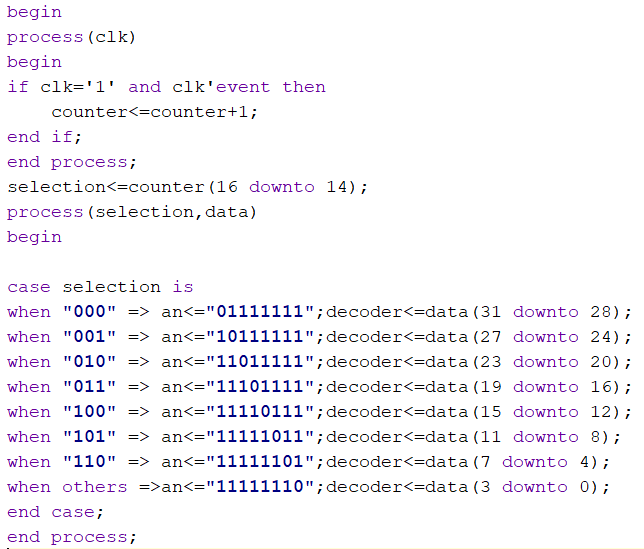 begin
process(clk)
begin
if clk='1' and clk'event then
    counter<=counter+1;
end if;
end process;
selection<=counter(16 downto 14);
process(selection,data)
begin

case selection is
when "000" => an<="01111111";decoder<=data(31 downto 28);
when "001" => an<="10111111";decoder<=data(27 downto 24);
when "010" => an<="11011111";decoder<=data(23 downto 20);
when "011" => an<="11101111";decoder<=data(19 downto 16);
when "100" => an<="11110111";decoder<=data(15 downto 12);
when "101" => an<="11111011";decoder<=data(11 downto 8);
when "110" => an<="11111101";decoder<=data(7 downto 4);
when others =>an<="11111110";decoder<=data(3 downto 0);
end case;
end process;